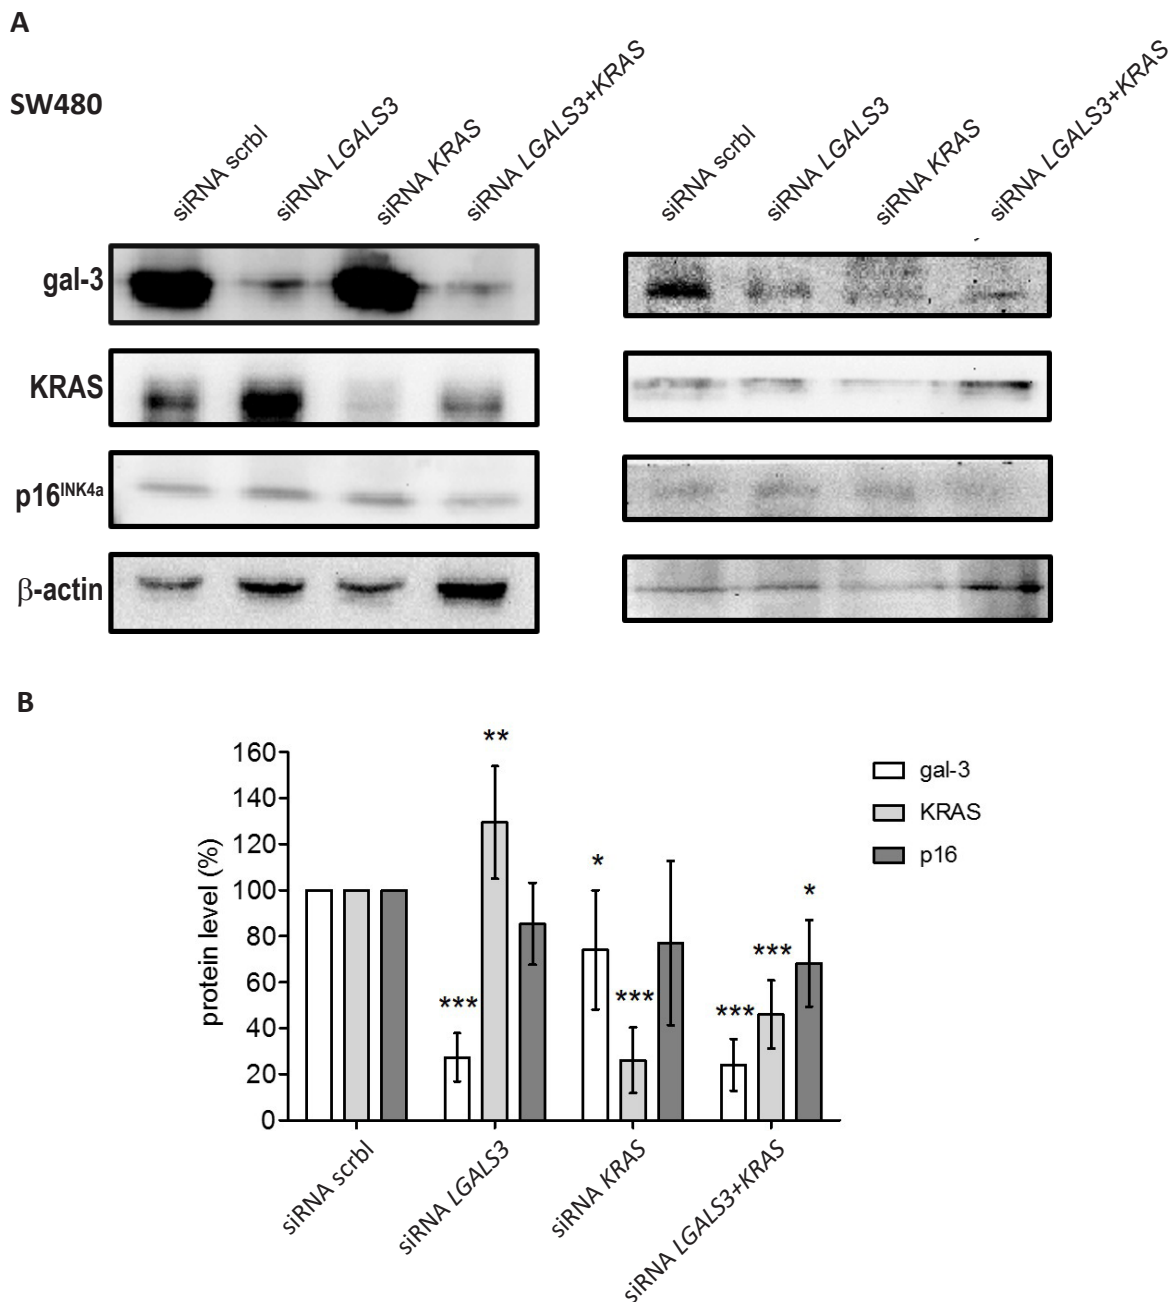 A
SW480
siRNA scrbl
siRNA LGALS3
siRNA KRAS
siRNA LGALS3+KRAS
siRNA scrbl
siRNA LGALS3
siRNA KRAS
siRNA LGALS3+KRAS
gal-3
KRAS
p16INK4a
β-actin
B
protein level (%)
160
140
120
100
80
60
40
20
0
**
***
*
***
***
***
*
gal-3
KRAS
p16
siRNA scrbl
siRNA LGALS3
siRNA KRAS
siRNA LGALS3+KRAS